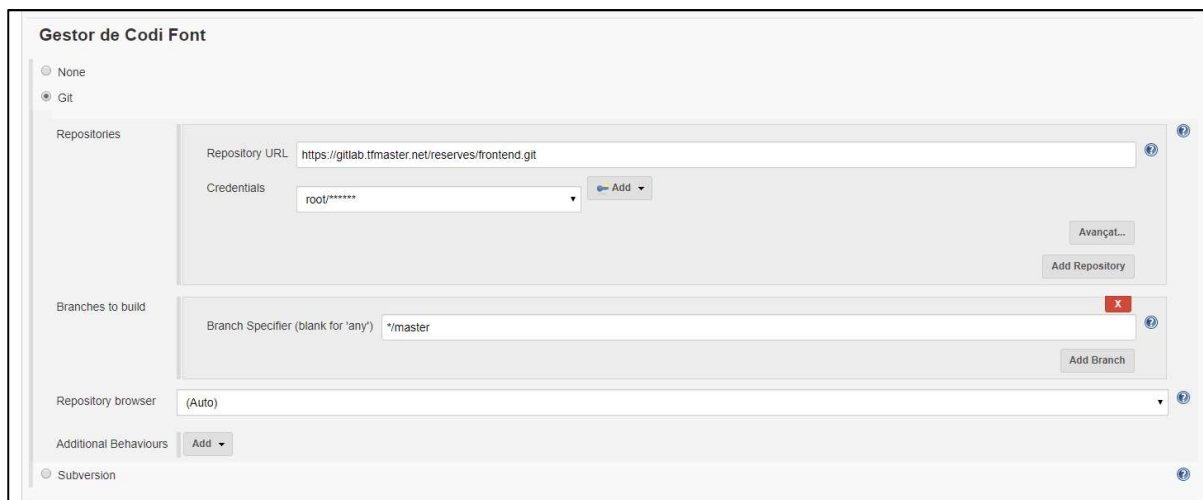 Gestor de Codi Font
None
Git
Repositories
Repository URL https://gitlab.tfmaster.net/reserves/frontend.git
Credentials root/****** Add
Avançat...
Add Repository
Branches to build X
Branch Specifier (blank for 'any') */master
Add Branch
Repository browser (Auto)
Additional Behaviours Add
Subversion